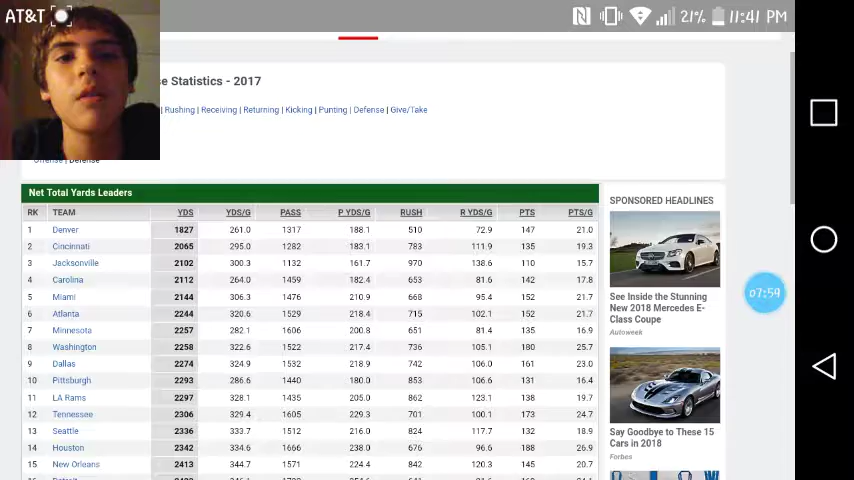 AT&T 21% 11:41 PM
e Statistics - 2017
| Rushing | Receiving | Returning | Kicking | Punting | Defense | Give/Take
Offense | Defense
Net Total Yards Leaders
RK TEAM YDS YDS/G PASS P YDS/G RUSH R YDS/G PTS PTS/G
1 Denver 1827 261.0 1317 188.1 510 72.9 147 21.0
2 Cincinnati 2065 295.0 1282 183.1 783 111.9 135 19.3
3 Jacksonville 2102 300.3 1132 161.7 970 138.6 110 15.7
4 Carolina 2112 264.0 1459 182.4 653 81.6 142 17.8
5 Miami 2144 306.3 1476 210.9 668 95.4 152 21.7
6 Atlanta 2244 320.6 1529 218.4 715 102.1 152 21.7
7 Minnesota 2257 282.1 1606 200.8 651 81.4 135 16.9
8 Washington 2258 322.6 1522 217.4 736 105.1 180 25.7
9 Dallas 2274 324.9 1532 218.9 742 106.0 161 23.0
10 Pittsburgh 2293 286.6 1440 180.0 853 106.6 131 16.4
11 LA Rams 2297 328.1 1435 205.0 862 123.1 138 19.7
12 Tennessee 2306 329.4 1605 229.3 701 100.1 173 24.7
13 Seattle 2336 333.7 1512 216.0 824 117.7 132 18.9
14 Houston 2342 334.6 1666 238.0 676 96.6 188 26.9
15 New Orleans 2413 344.7 1571 224.4 842 120.3 145 20.7
SPONSORED HEADLINES
See Inside the Stunning
New 2018 Mercedes E-
Class Coupe
Autoweek
Say Goodbye to These 15
Cars in 2018
Forbes
07:59